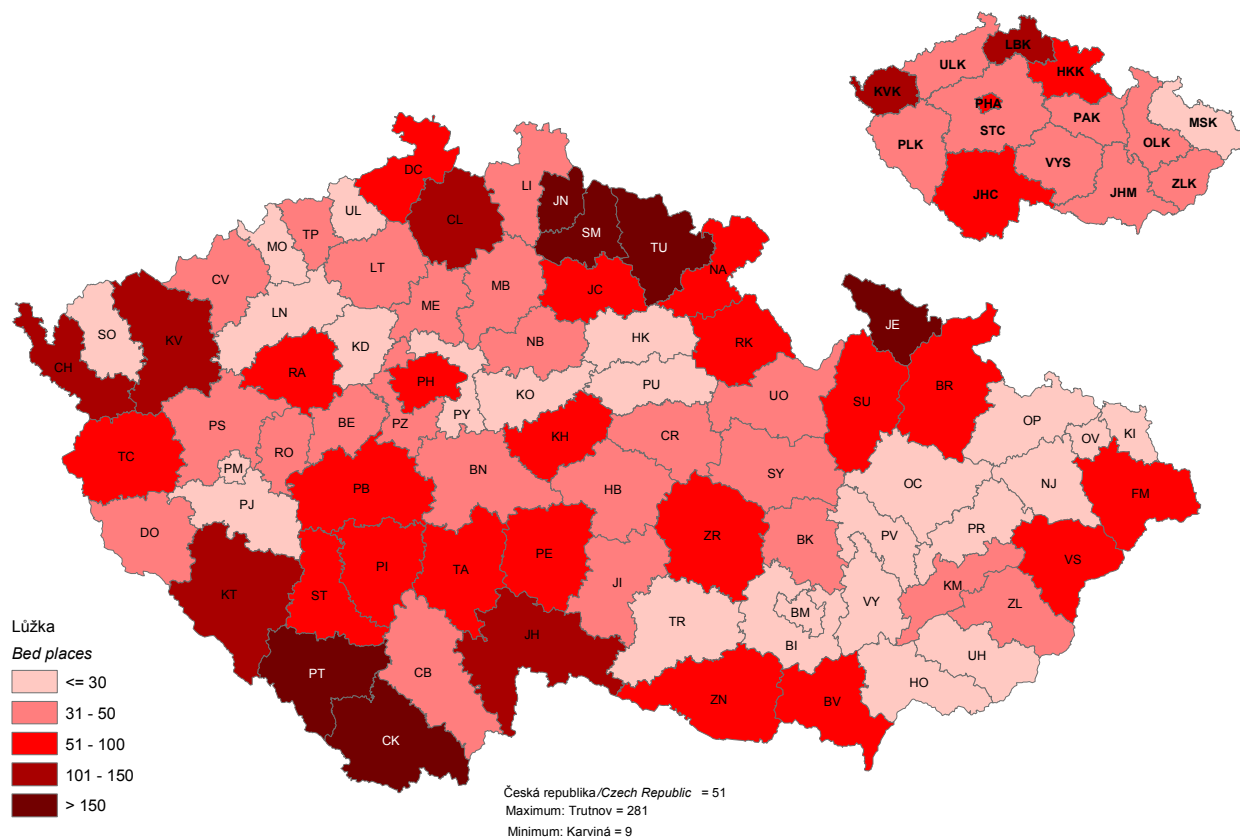 LBK
ULK
HKK
KVK
PHA
PAK
MSK
STC
OLK
PLK
VYS
ZLK
JHC
JHM
DC
LI
JN
CL
UL
SM
TU
TP
MO
NA
LT
CV
MB
JC
ME
LN
JE
SO
KV
HK
NB
KD
RK
CH
RA
PH
PU
BR
KO
UO
SU
PY
OP
PS
BE
PZ
KI
KH
CR
OV
RO
TC
PM
BN
SY
OC
NJ
FM
PB
HB
PJ
PR
DO
ZR
PV
BK
VS
PE
PI
TA
JI
KM
KT
ST
VY
ZL
BM
TR
JH
BI
UH
PT
CB
HO
ZN
BV
CK
Lůžka
Bed places
<= 30
31 - 50
51 - 100
101 - 150
> 150
Česká republika/Czech Republic = 51
Maximum: Trutnov = 281
Minimum: Karviná = 9